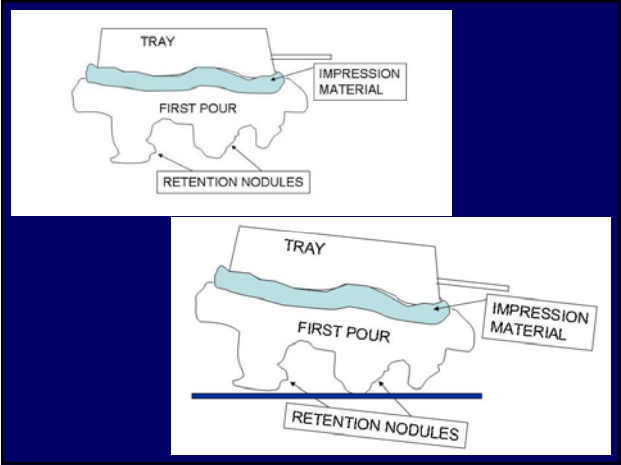 TRAY
IMPRESSION
MATERIAL
FIRST POUR
RETENTION NODULES
TRAY
IMPRESSION
MATERIAL
FIRST POUR
RETENTION NODULES